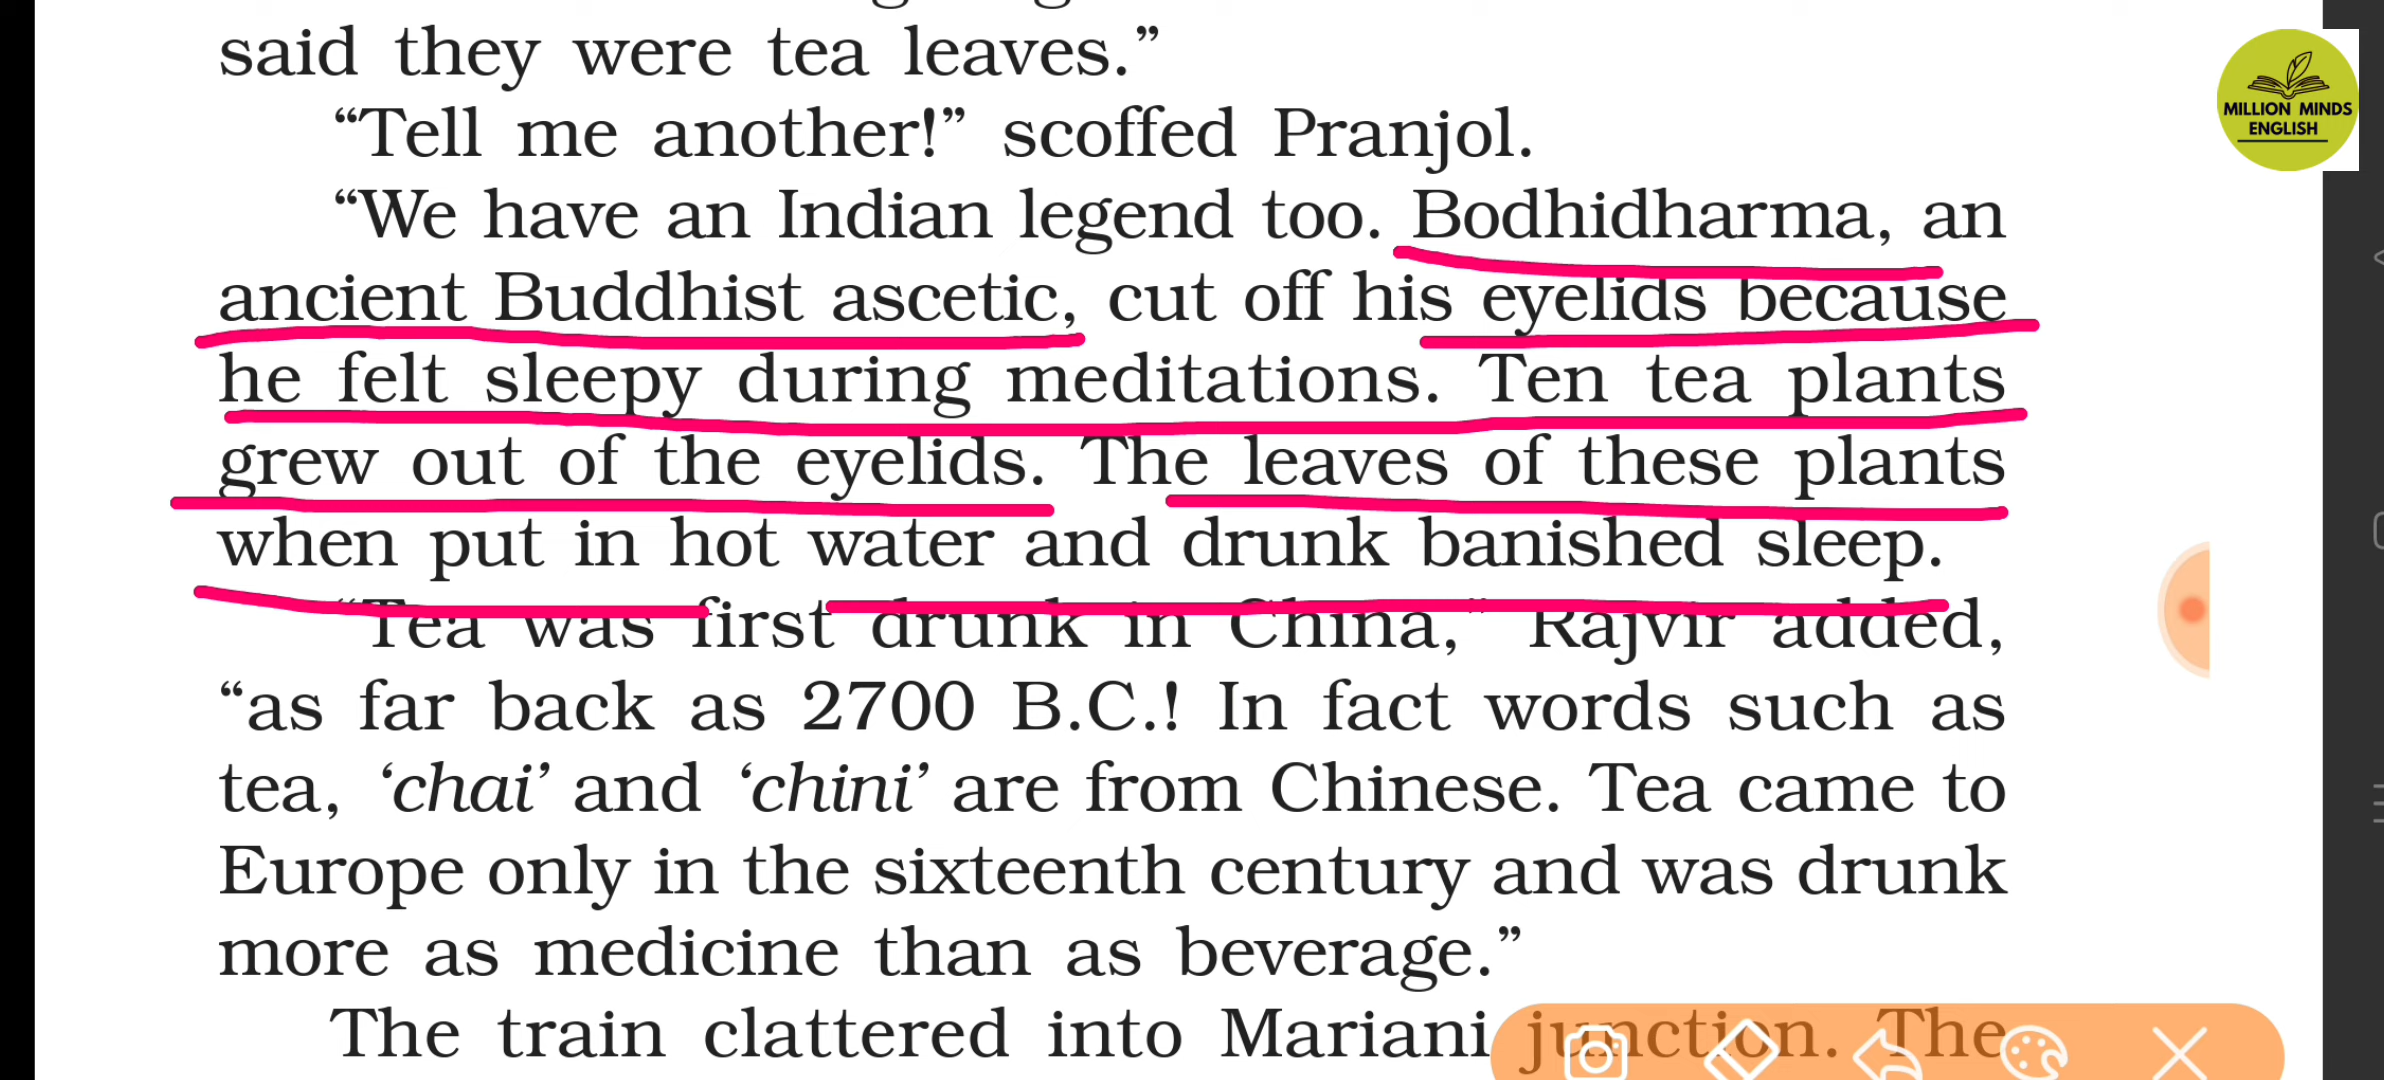 said they were tea leaves.”
“Tell me another!” scoffed Pranjol.
“We have an Indian legend too. Bodhidharma, an
ancient Buddhist ascetic, cut off his eyelids because
he felt sleepy during meditations. Ten tea plants
grew out of the eyelids. The leaves of these plants
when put in hot water and drunk banished sleep.
“Tea was first drunk in China,” Rajvir added,
“as far back as 2700 B.C.! In fact words such as
tea, ‘chai’ and ‘chini’ are from Chinese. Tea came to
Europe only in the sixteenth century and was drunk
more as medicine than as beverage.”
The train clattered into Mariani junction. The
MILLION MINDS
ENGLISH